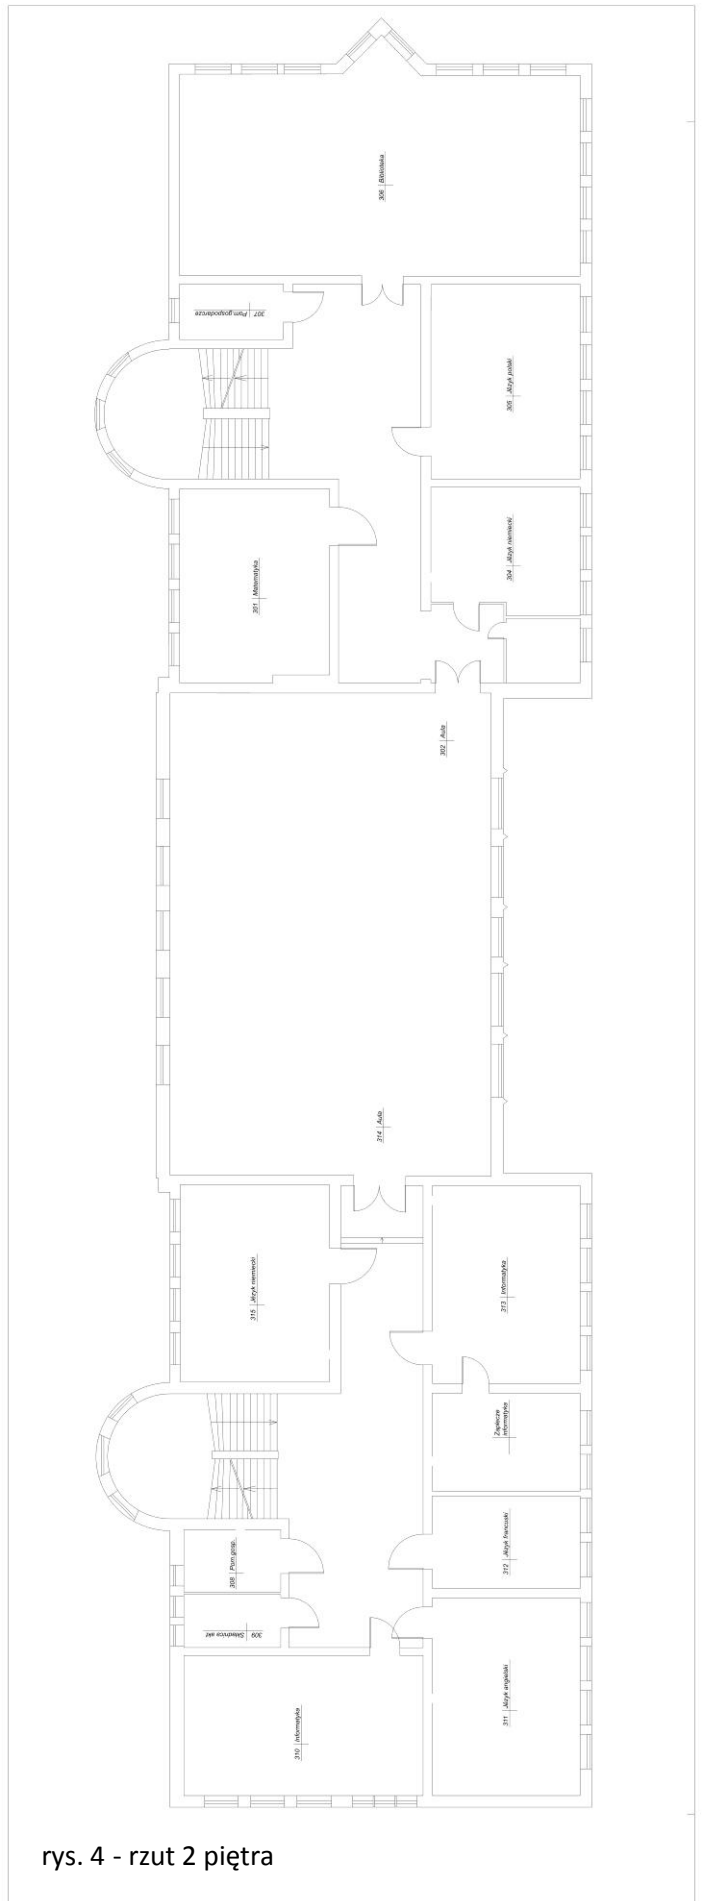 306 Biblioteka
307 Pom gospodarcze
305 Język polski
304 Język niemiecki
301 Matematyka
302 Aula
314 Aula
315 Język niemiecki
313 Informatyka
Zaplecze
informatyka
312 Język francuski
308 Pom gosp.
309 Składnica akt
311 Język angielski
310 Informatyka
rys. 4 - rzut 2 piętra